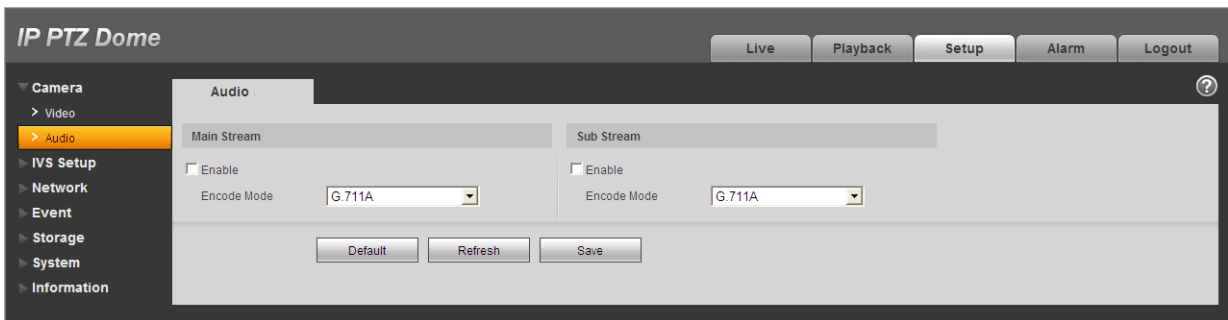 IP PTZ Dome
Live Playback Setup Alarm Logout
Camera
> Video
> Audio
IVS Setup
Network
Event
Storage
System
Information
Audio
?
Main Stream
Enable
Encode Mode G.711A
Sub Stream
Enable
Encode Mode G.711A
Default Refresh Save